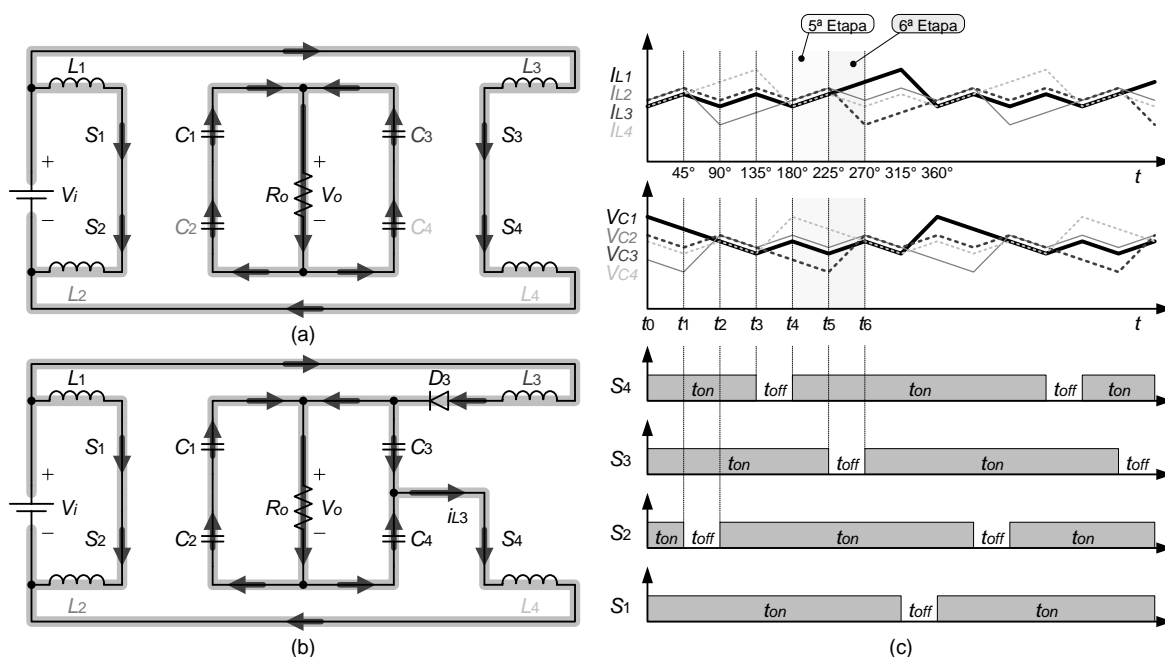 L1
L3
S1
C1
C3
S3
+
+
Vi
Ro
Vo
−
−
S2
C2
C4
S4
L2
L4
(a)
L1
D3
L3
S1
C1
C3
+
+
Vi
Ro
Vo
iL3
−
−
S2
C2
C4
S4
L2
L4
(b)
5ª Etapa
6ª Etapa
IL1
IL2
IL3
IL4
45° 90° 135° 180° 225° 270° 315° 360°
t
VC1
VC2
VC3
VC4
t0 t1 t2 t3 t4 t5 t6
t
S4
ton toff ton toff ton
S3
ton toff ton toff
S2
ton toff ton toff ton
S1
ton toff ton
(c)